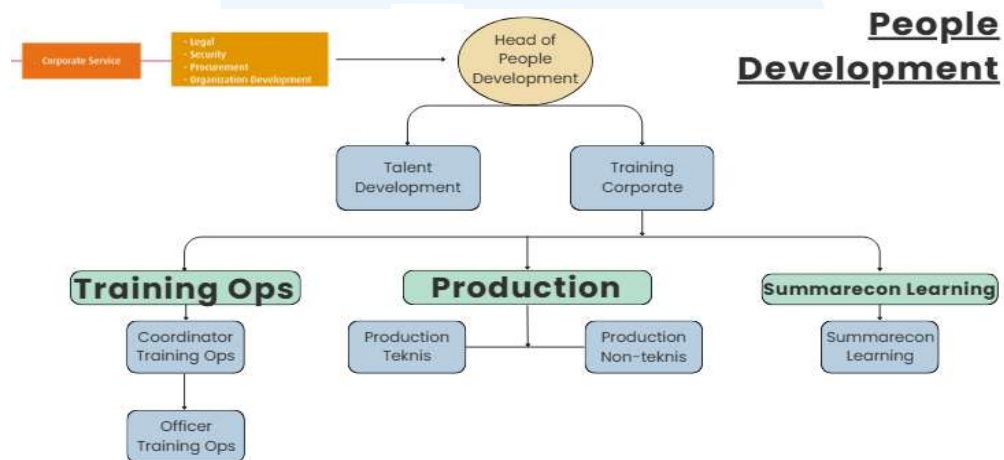 People
Development
Corporate Service
- Legal
- Security
- Procurement
- Organization Development
Head of
People
Development
Talent
Development
Training
Corporate
Training Ops
Production
Summarecon Learning
Coordinator
Training Ops
Production
Teknis
Production
Non-teknis
Summarecon
Learning
Officer
Training Ops